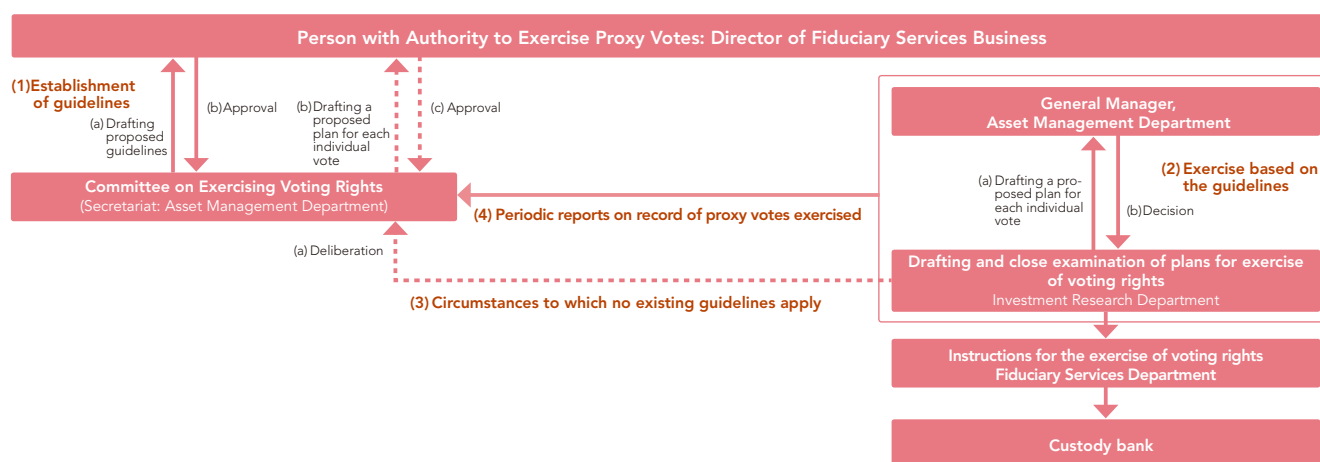 Person with Authority to Exercise Proxy Votes: Director of Fiduciary Services Business
(1) Establishment
of guidelines
(a) Drafting
proposed
guidelines
(b) Approval
(b) Drafting a
proposed
plan for each
individual
vote
(c) Approval
General Manager,
Asset Management Department
(2) Exercise based on
the guidelines
(a) Drafting a pro-
posed plan for
each individual
vote
(b) Decision
Committee on Exercising Voting Rights
(Secretariat: Asset Management Department)
(4) Periodic reports on record of proxy votes exercised
(a) Deliberation
(3) Circumstances to which no existing guidelines apply
Drafting and close examination of plans for exercise
of voting rights
Investment Research Department
Instructions for the exercise of voting rights
Fiduciary Services Department
Custody bank